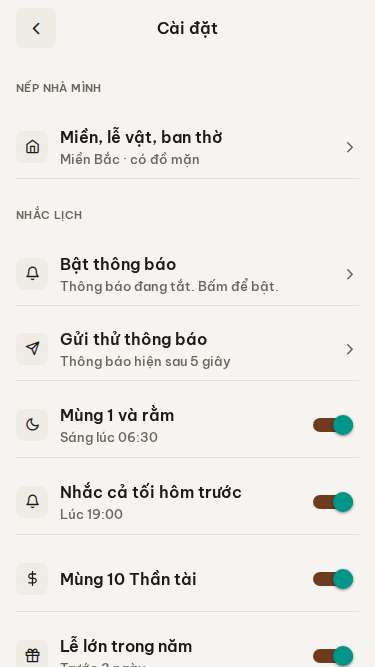 Cài đặt
NẾP NHÀ MÌNH
Miền, lễ vật, ban thờ
Miền Bắc · có đồ mặn
NHẮC LỊCH
Bật thông báo
Thông báo đang tắt. Bấm để bật.
Gửi thử thông báo
Thông báo hiện sau 5 giây
Mùng 1 và rằm
Sáng lúc 06:30
Nhắc cả tối hôm trước
Lúc 19:00
Mùng 10 Thần tài
Lễ lớn trong năm